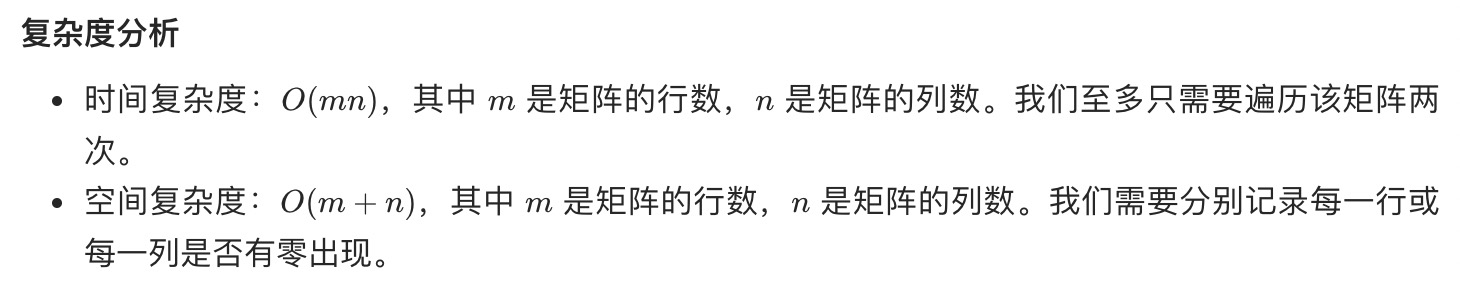 复杂度分析
• 时间复杂度：O(mn)，其中 m 是矩阵的行数，n 是矩阵的列数。我们至多只需要遍历该矩阵两
次。
• 空间复杂度：O(m + n)，其中 m 是矩阵的行数，n 是矩阵的列数。我们需要分别记录每一行或
每一列是否有零出现。